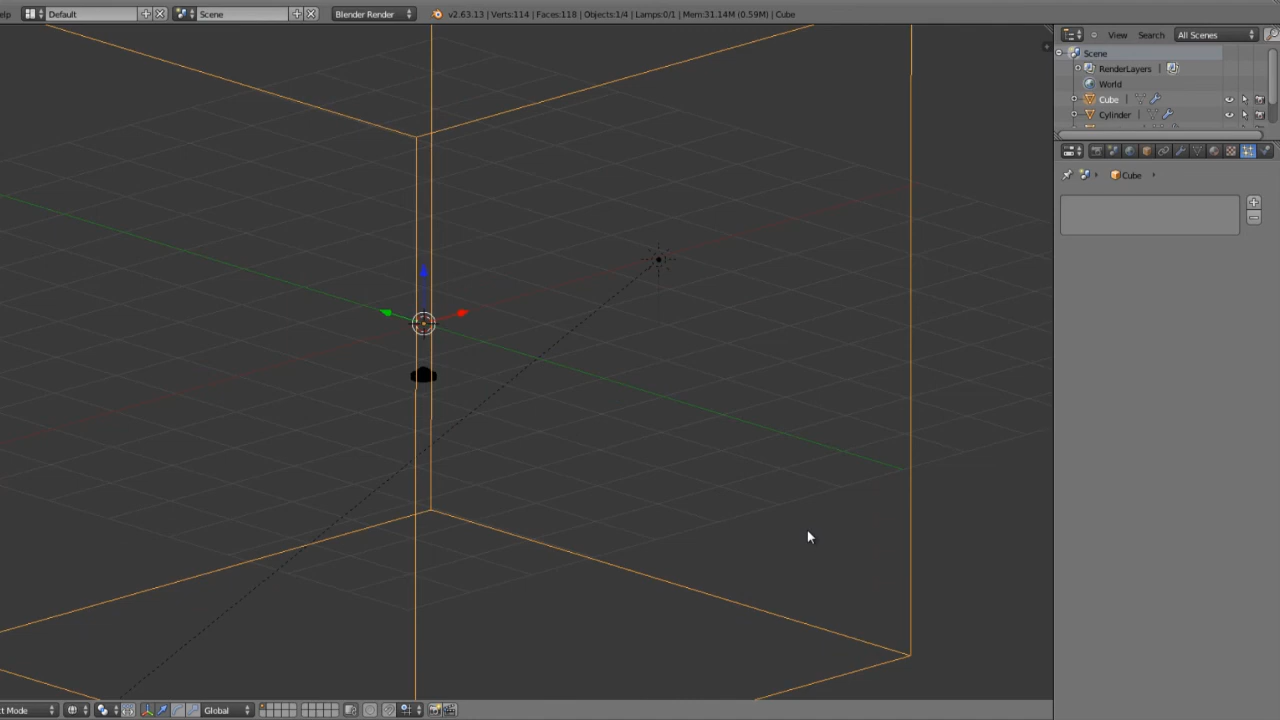 elp Default Scene Blender Render v2.63.13 | Verts:114 | Faces:118 | Objects:1/4 | Lamps:0/1 | Mem:31.14M (0.59M) | Cube
View Search All Scenes
Scene
RenderLayers |
World
Cube |
Cylinder |
Cube
ct Mode Global